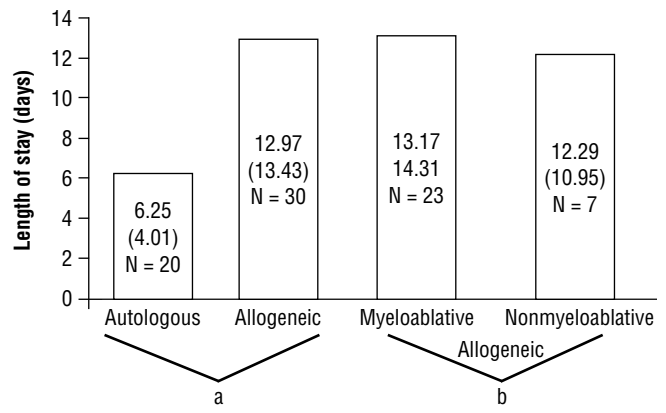 Length of stay (days)
14
12
10
8
6
4
2
0
6.25
(4.01)
N = 20
12.97
(13.43)
N = 30
13.17
14.31
N = 23
12.29
(10.95)
N = 7
Autologous
Allogeneic
Myeloablative
Nonmyeloablative
Allogeneic
a
b